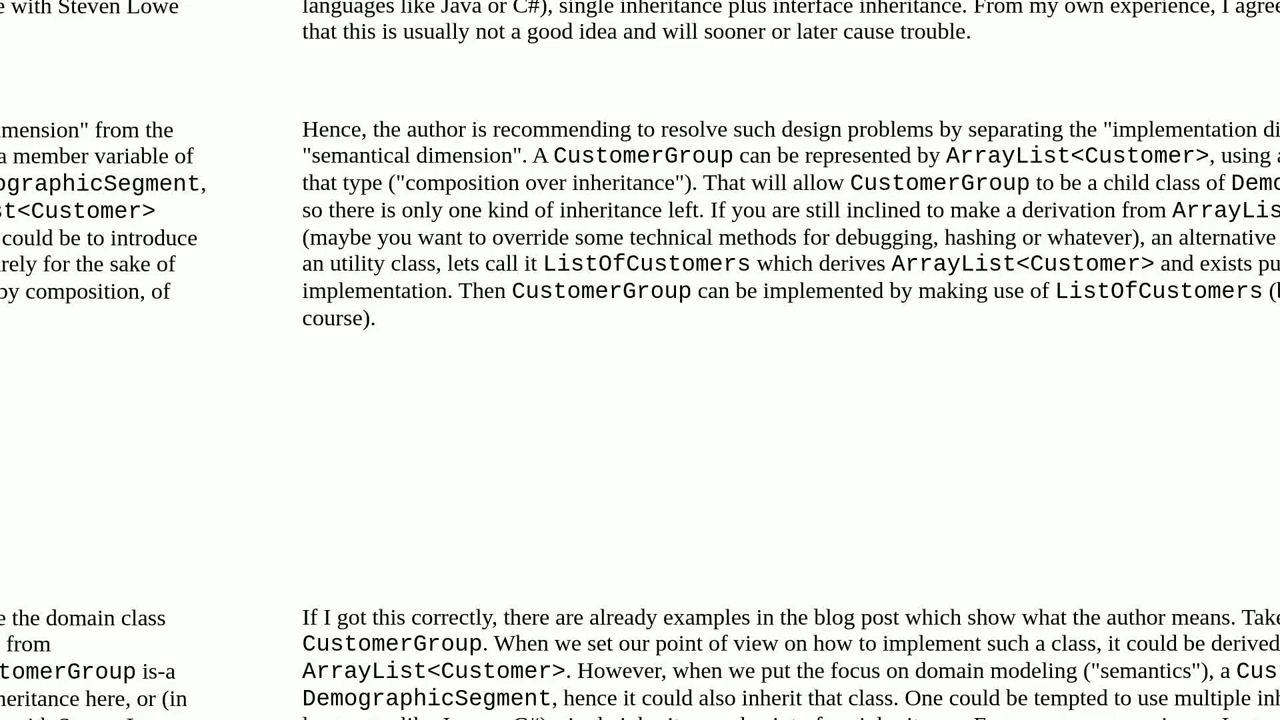 e with Steven Lowe
mension" from the
a member variable of
ographicSegment,
st<Customer>
could be to introduce
rely for the sake of
by composition, of
languages like Java or C#), single inheritance plus interface inheritance. From my own experience, I agree
that this is usually not a good idea and will sooner or later cause trouble.
Hence, the author is recommending to resolve such design problems by separating the "implementation di
"semantical dimension". A CustomerGroup can be represented by ArrayList<Customer>, using a
that type ("composition over inheritance"). That will allow CustomerGroup to be a child class of Demo
so there is only one kind of inheritance left. If you are still inclined to make a derivation from ArrayLis
(maybe you want to override some technical methods for debugging, hashing or whatever), an alternative
an utility class, lets call it ListOfCustomers which derives ArrayList<Customer> and exists pu
implementation. Then CustomerGroup can be implemented by making use of ListOfCustomers (b
course).
e the domain class
from
tomerGroup is-a
heritance here, or (in
If I got this correctly, there are already examples in the blog post which show what the author means. Take
CustomerGroup. When we set our point of view on how to implement such a class, it could be derived
ArrayList<Customer>. However, when we put the focus on domain modeling ("semantics"), a Cus
DemographicSegment, hence it could also inherit that class. One could be tempted to use multiple inh